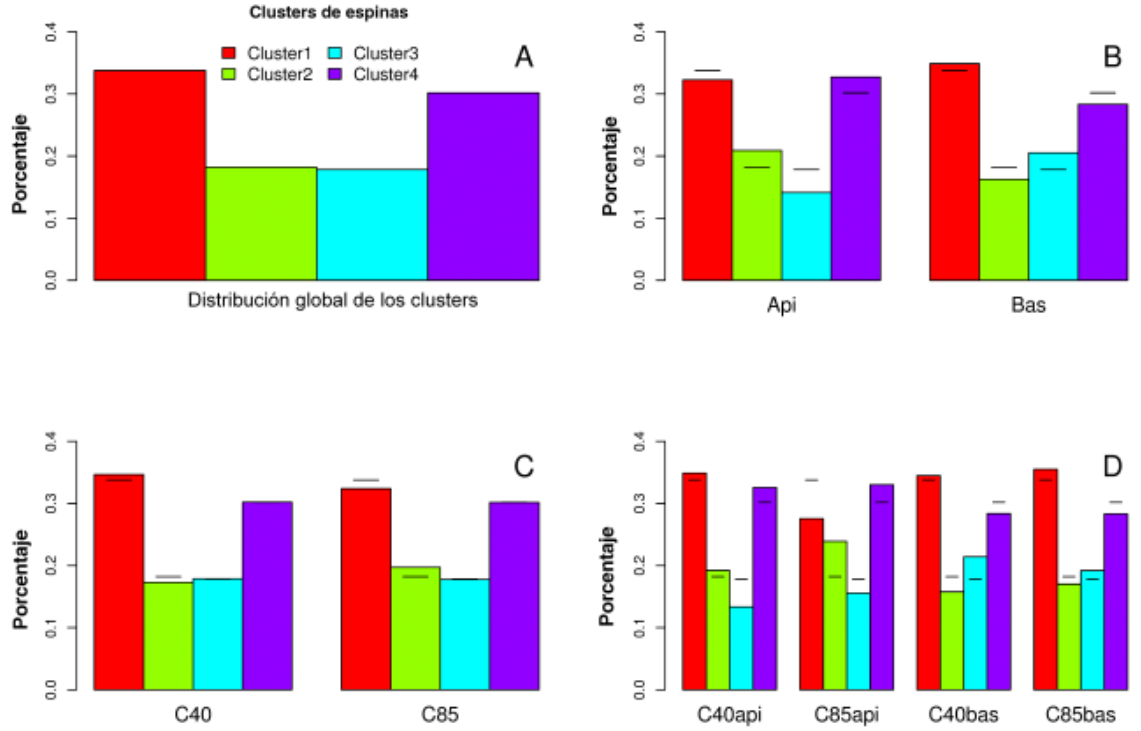 Clusters de espinas
Cluster1
Cluster2
Cluster3
Cluster4
A
Porcentaje
0.0
0.1
0.2
0.3
0.4
Distribución global de los clusters
B
Porcentaje
0.0
0.1
0.2
0.3
0.4
Api
Bas
C
Porcentaje
0.0
0.1
0.2
0.3
0.4
C40
C85
D
Porcentaje
0.0
0.1
0.2
0.3
0.4
C40api
C85api
C40bas
C85bas